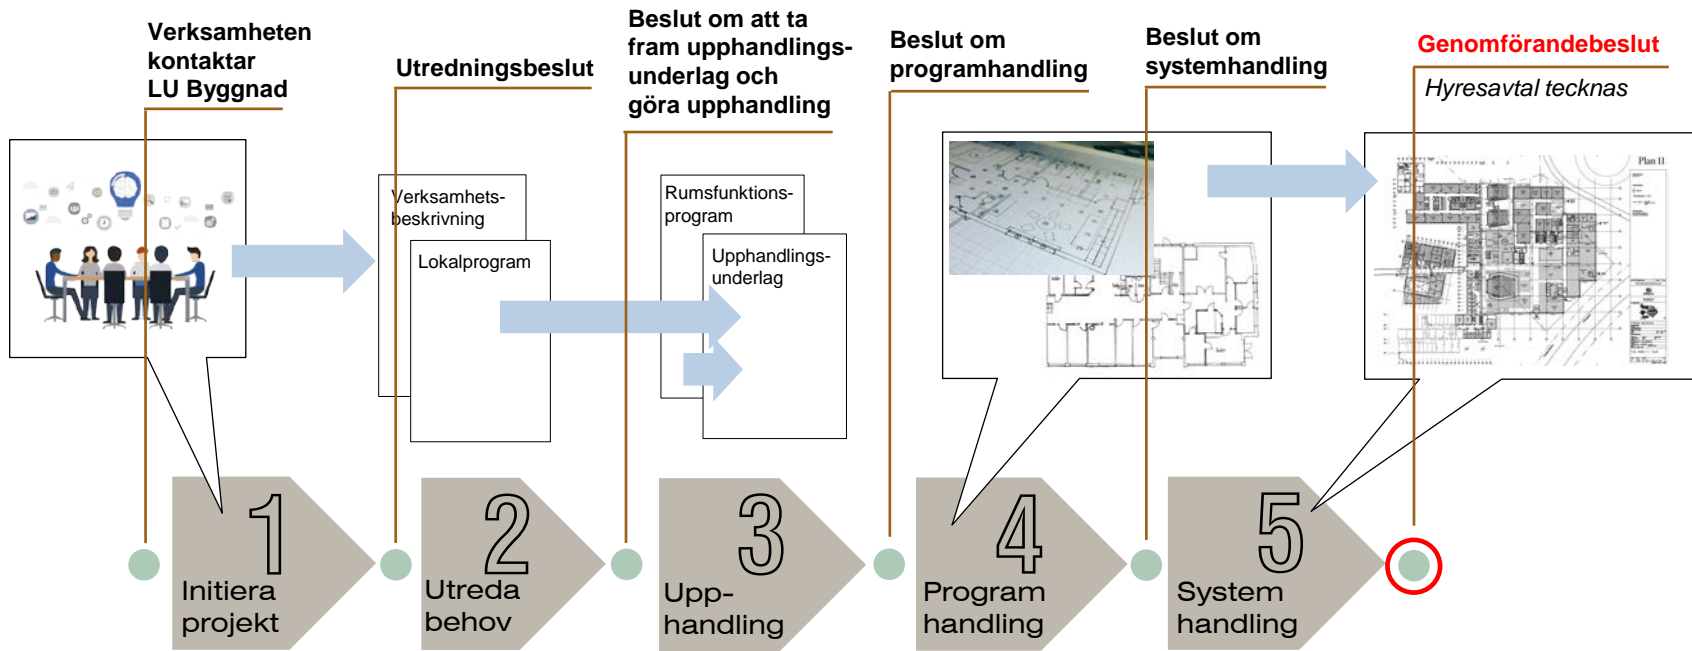 Verksamheten
kontaktar
LU Byggnad
Utredningsbeslut
Beslut om att ta
fram upphandlings-
underlag och
göra upphandling
Beslut om
programhandling
Beslut om
systemhandling
Genomförandebeslut
Hyresavtal tecknas
Verksamhets-
beskrivning
Lokalprogram
Rumsfunktions-
program
Upphandlings-
underlag
Plan 11
1
Initiera
projekt
2
Utreda
behov
3
Upp-
handling
4
Program
handling
5
System
handling